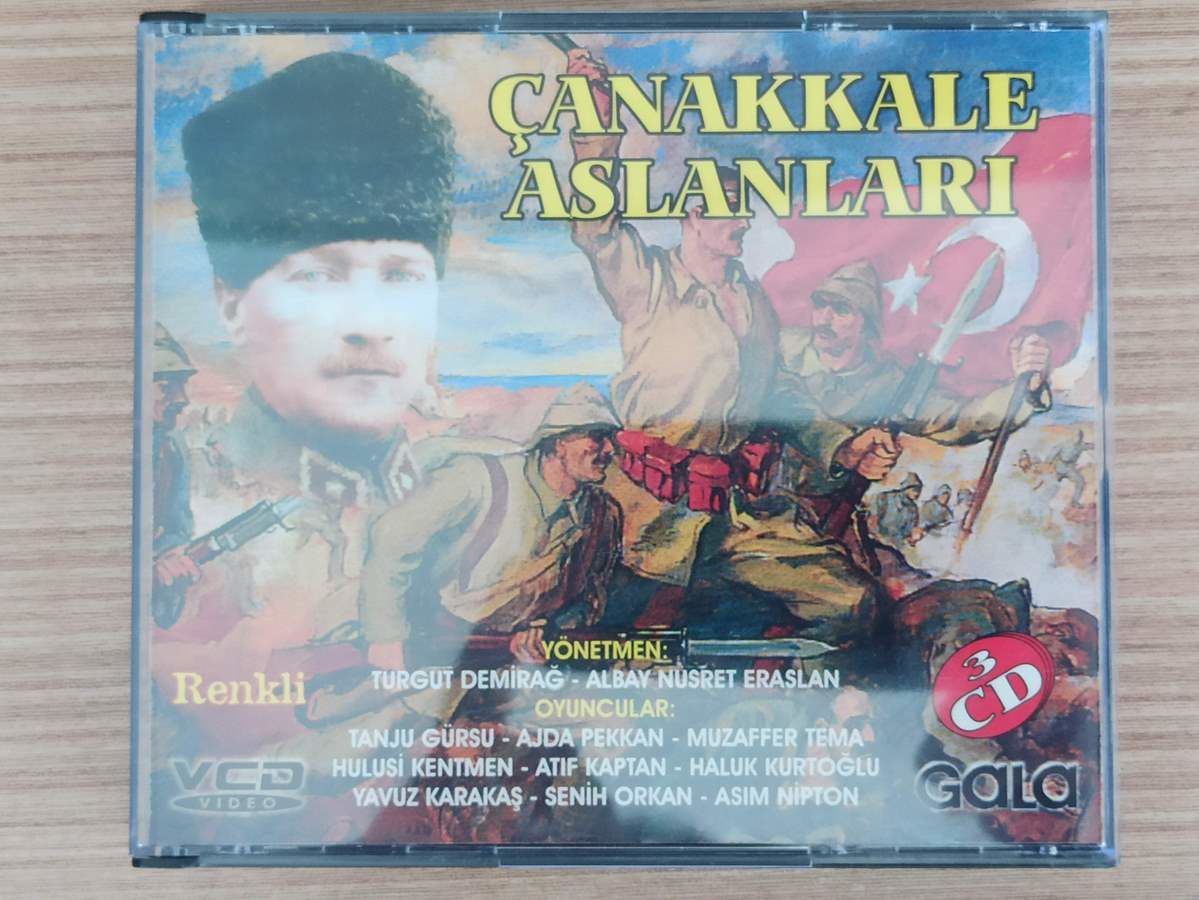 ÇANAKKALE
ASLANLARI
YÖNETMEN:
TURGUT DEMİRAĞ - ALBAY NUSRET ERASLAN
OYUNCULAR:
TANJU GÜRSU - AJDA PEKKAN - MUZAFFER TEMA
HULUSİ KENTMEN - ATIF KAPTAN - HALUK KURTOĞLU
YAVUZ KARAKAŞ - SENİH ORKAN - ASIM NİPTON
Renkli
3
CD
VCD
VIDEO
GALA